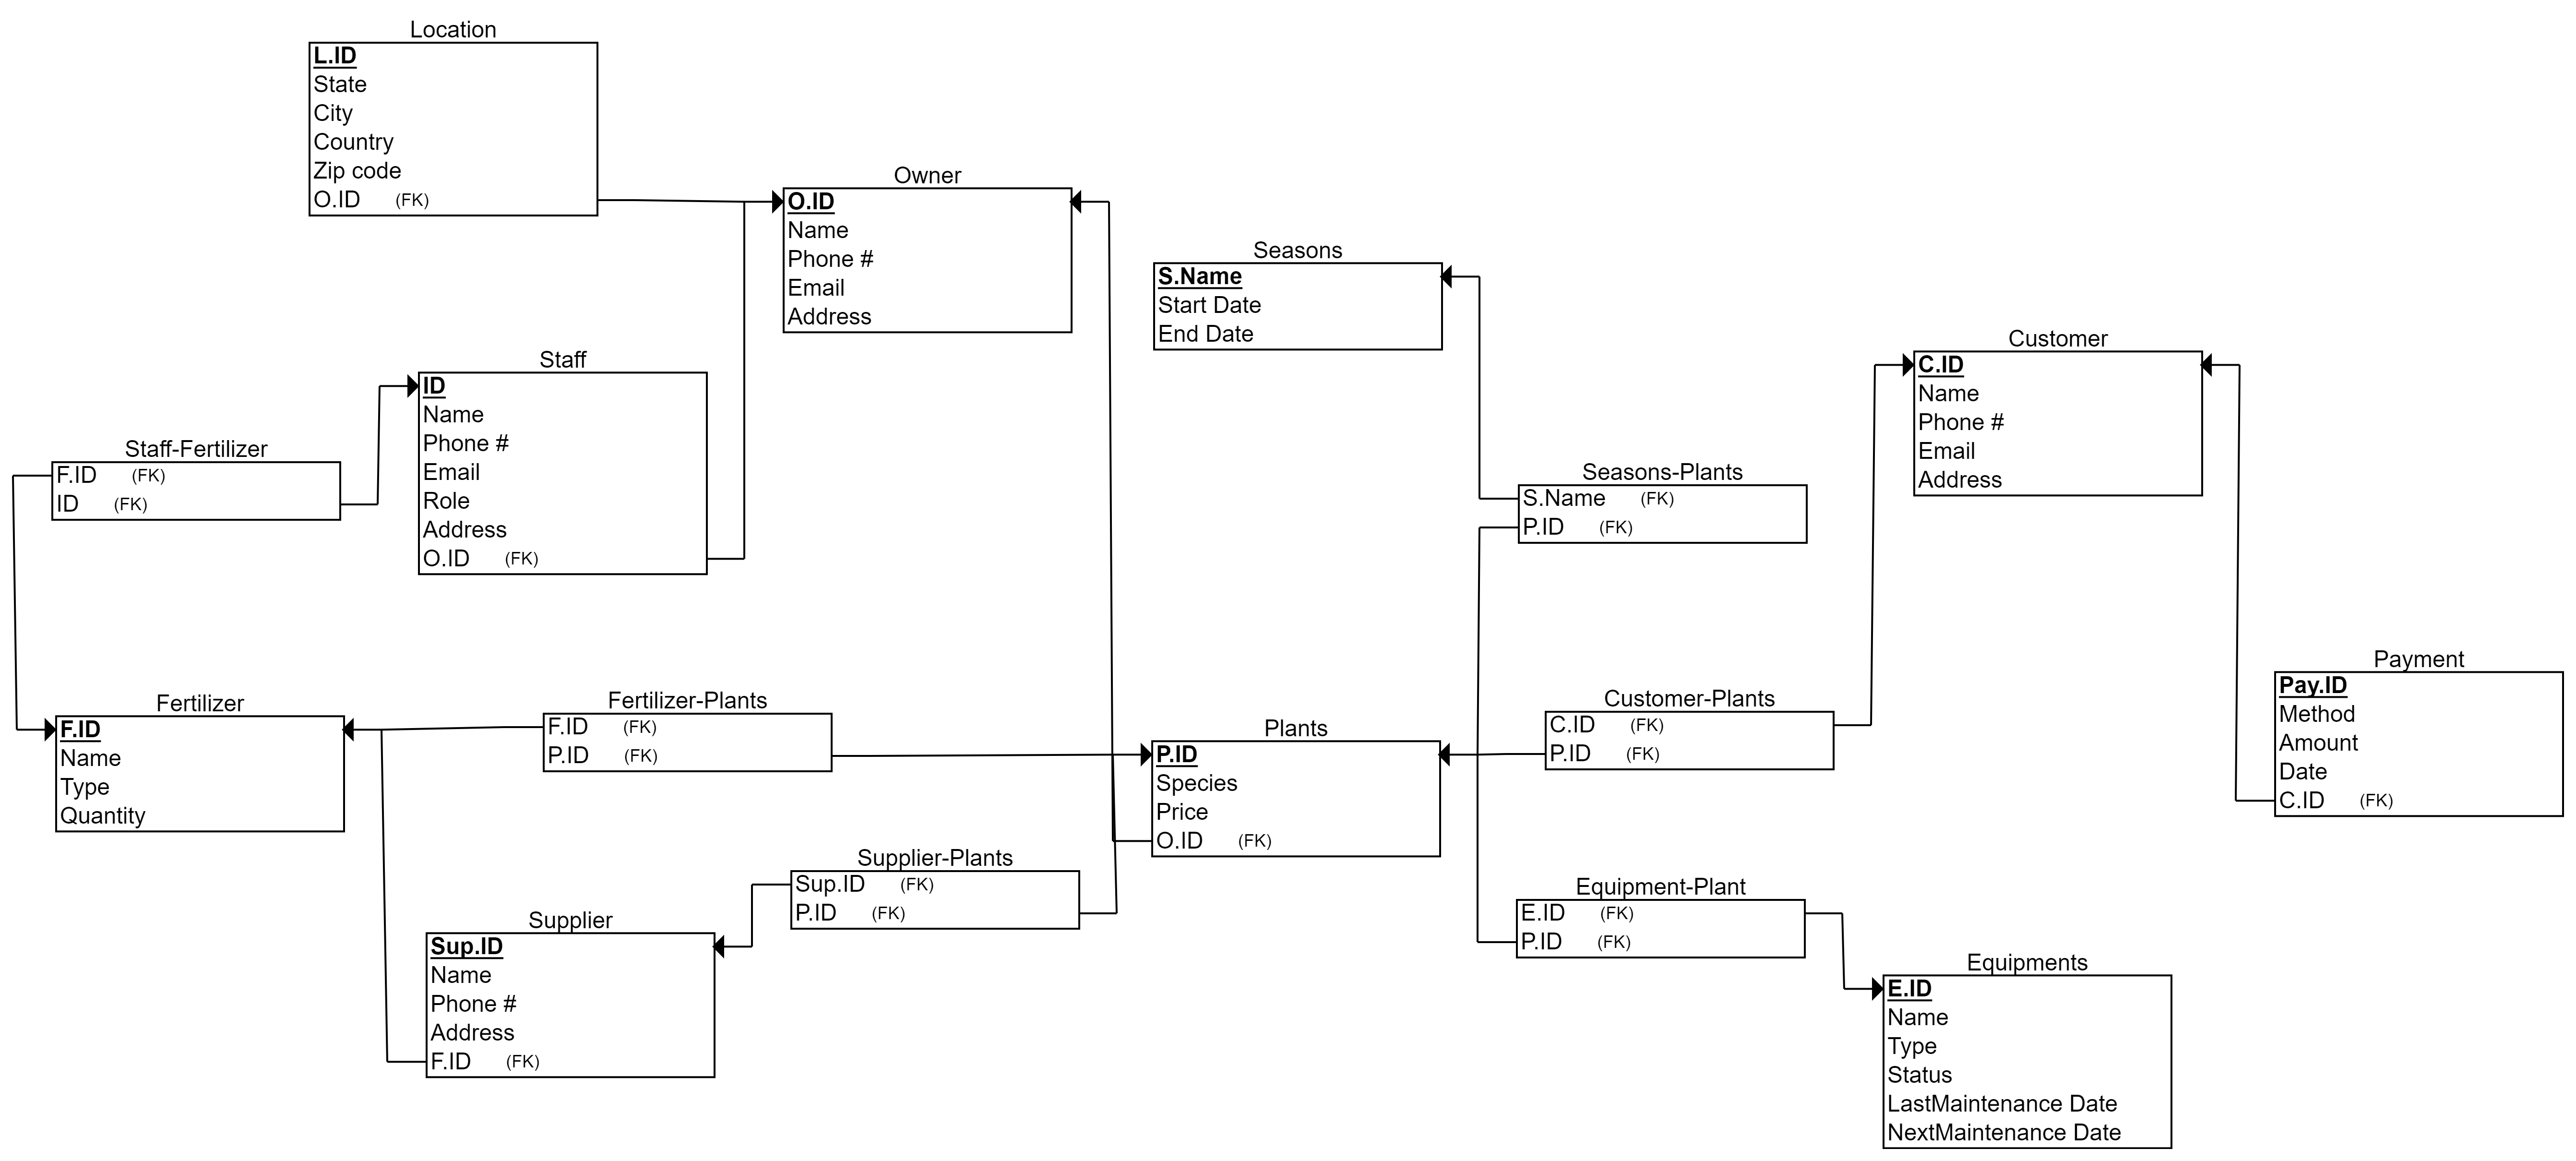 Location
L.ID
State
City
Country
Zip code
O.ID (FK)
Owner
O.ID
Name
Phone #
Email
Address
Seasons
S.Name
Start Date
End Date
Customer
C.ID
Name
Phone #
Email
Address
Staff
ID
Name
Phone #
Email
Role
Address
O.ID (FK)
Staff-Fertilizer
F.ID (FK)
ID (FK)
Seasons-Plants
S.Name (FK)
P.ID (FK)
Payment
Pay.ID
Method
Amount
Date
C.ID (FK)
Fertilizer
F.ID
Name
Type
Quantity
Fertilizer-Plants
F.ID (FK)
P.ID (FK)
Plants
P.ID
Species
Price
O.ID (FK)
Customer-Plants
C.ID (FK)
P.ID (FK)
Supplier-Plants
Sup.ID (FK)
P.ID (FK)
Equipment-Plant
E.ID (FK)
P.ID (FK)
Supplier
Sup.ID
Name
Phone #
Address
F.ID (FK)
Equipments
E.ID
Name
Type
Status
LastMaintenance Date
NextMaintenance Date